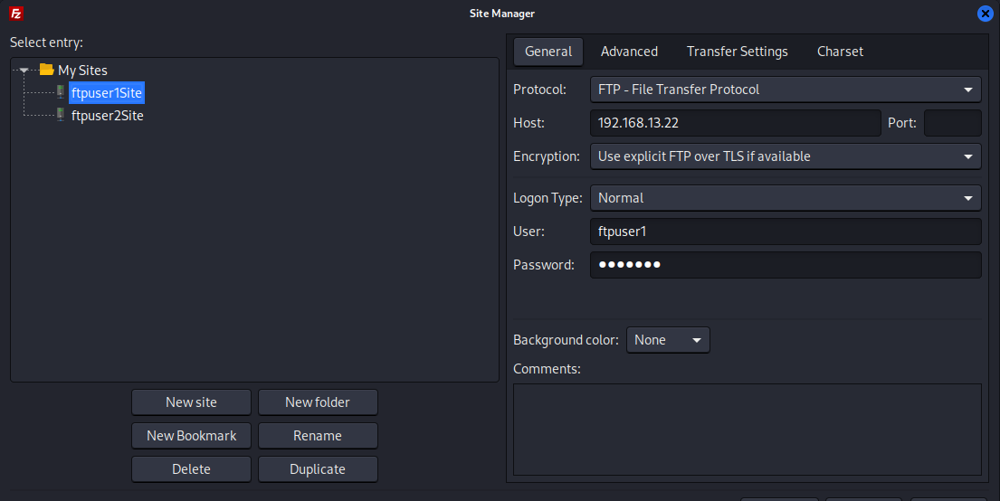 Site Manager
Select entry:
My Sites
ftpuser1Site
ftpuser2Site
New site
New folder
New Bookmark
Rename
Delete
Duplicate
General
Advanced
Transfer Settings
Charset
Protocol:
FTP - File Transfer Protocol
Host:
192.168.13.22
Port:
Encryption:
Use explicit FTP over TLS if available
Logon Type:
Normal
User:
ftpuser1
Password:
●●●●●●●
Background color:
None
Comments: